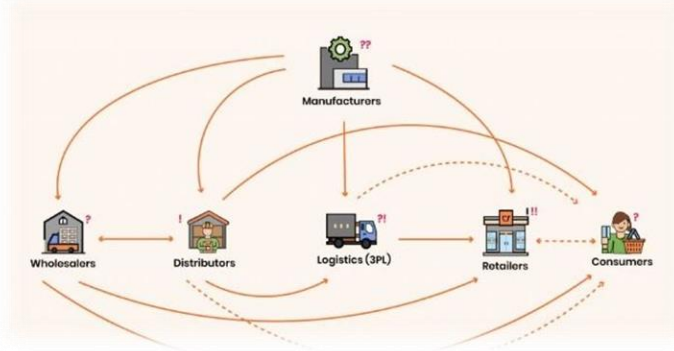 ??
Manufacturers
?
Wholesalers
!
Distributors
?!
Logistics (3PL)
!!!
Retailers
?
Consumers